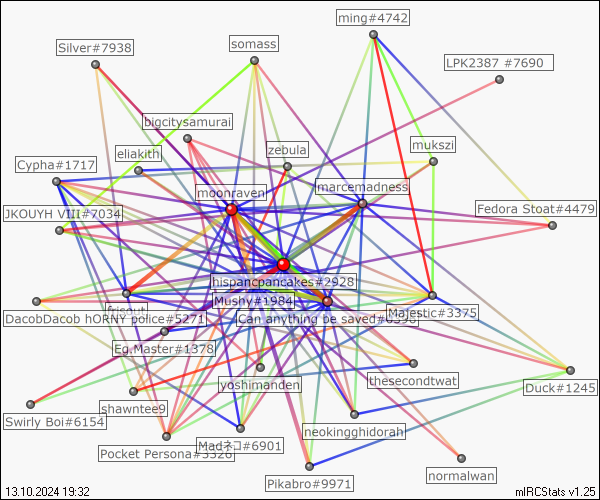 ming#4742
Silver#7938
somass
LPK2387 #7690
bigcitysamurai
mukszi
eliakith
zebula
Cypha#1717
moonraven
marcemadness
JKOUYH VIII#7034
Fedora Stoat#4479
hispancpancakes#2928
Mushy#1984
DacobDacob hORNY police#5271
Can anything be saved#0398
Majestic#3375
Eg.Master#1378
yoshimanden
thesecondtwat
Duck#1245
Swirly Boi#6154
shawntee9
neokingghidorah
Pocket Persona#3320
Madネコ#6901
normalwan
Pikabro#9971
13.10.2024 19:32
mIRCStats v1.25